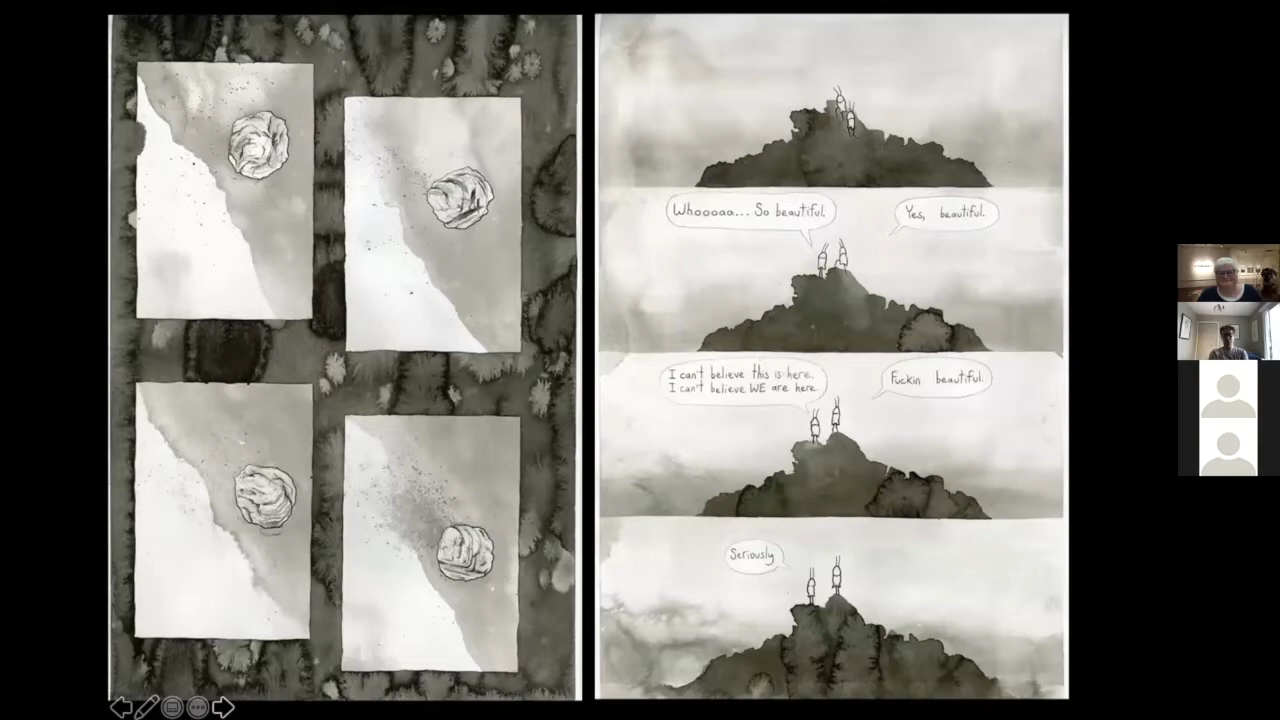 Whooooaa... So beautiful.
Yes, beautiful.
I can't believe this is here.
I can't believe WE are here.
Fuckin beautiful.
Seriously